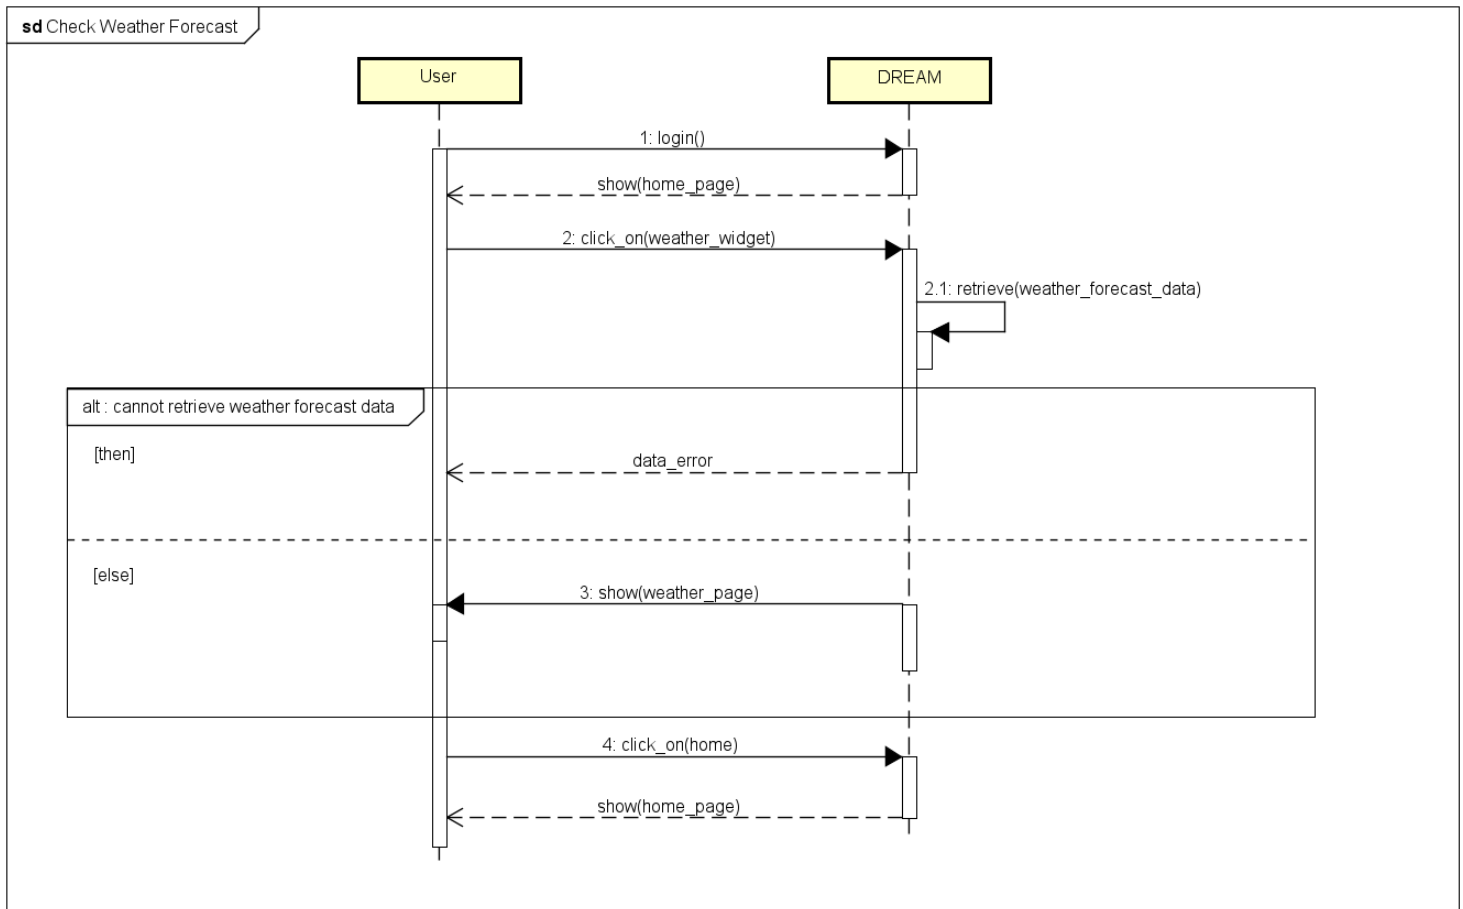 sd Check Weather Forecast
User
DREAM
1: login()
show(home_page)
2: click_on(weather_widget)
2.1: retrieve(weather_forecast_data)
alt : cannot retrieve weather forecast data
[then]
data_error
[else]
3: show(weather_page)
4: click_on(home)
show(home_page)